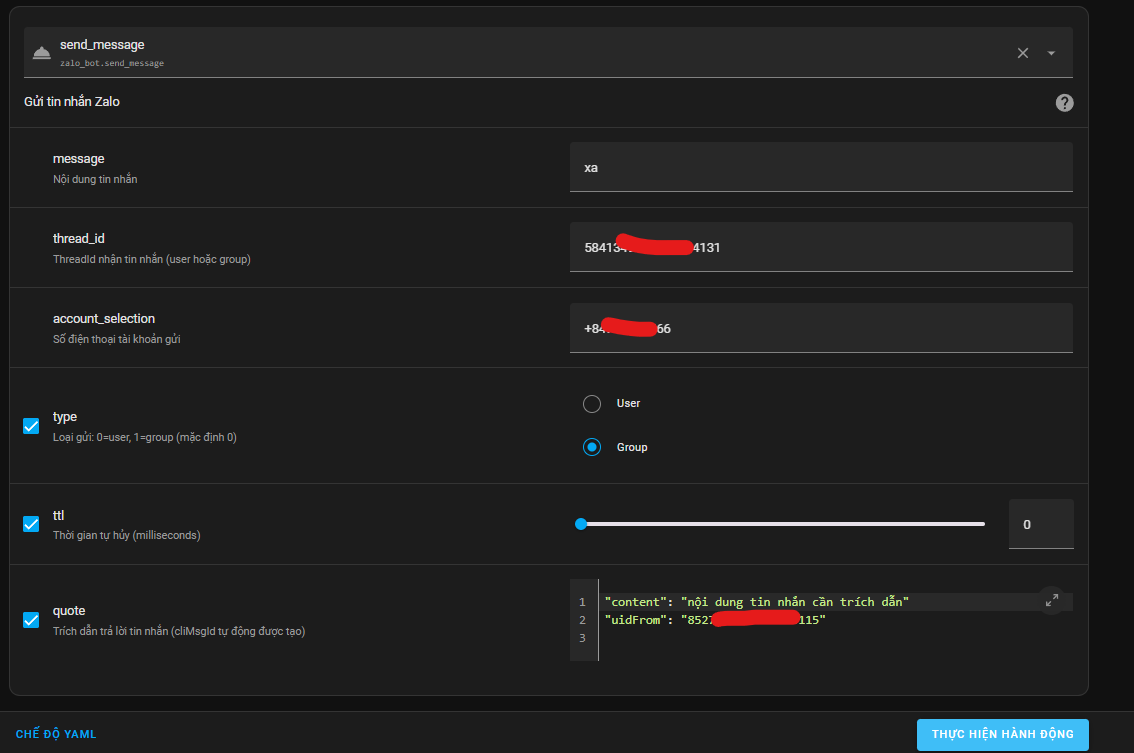 send_message
zalo_bot.send_message
Gửi tin nhắn Zalo
message
Nội dung tin nhắn
xa
thread_id
ThreadId nhận tin nhắn (user hoặc group)
58413 4131
account_selection
Số điện thoại tài khoản gửi
+84 66
type
Loại gửi: 0=user, 1=group (mặc định 0)
User
Group
ttl
Thời gian tự hủy (milliseconds)
0
quote
Trích dẫn trả lời tin nhắn (cliMsgId tự động được tạo)
1 "content": "nội dung tin nhắn cần trích dẫn"
2 "uidFrom": "852 115"
3
CHẾ ĐỘ YAML
THỰC HIỆN HÀNH ĐỘNG